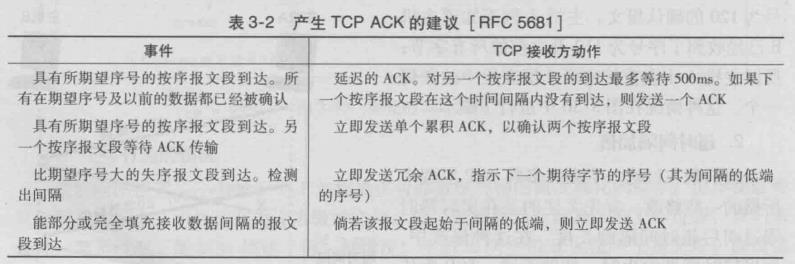 表 3-2 产生 TCP ACK 的建议 [RFC 5681]
事件 TCP 接收方动作
具有所期望序号的按序报文段到达。所 延迟的 ACK。对另一个按序报文段的到达最多等待 500ms。如果下
有在期望序号及以前的数据都已经被确认 一个按序报文段在这个时间间隔内没有到达，则发送一个 ACK
具有所期望序号的按序报文段到达。另 立即发送单个累积 ACK，以确认两个按序报文段
一个按序报文段等待 ACK 传输
比期望序号大的失序报文段到达。检测 立即发送冗余 ACK，指示下一个期待字节的序号（其为间隔的低端
出间隔 的序号）
能部分或完全填充接收数据间隔的报文 倘若该报文段起始于间隔的低端，则立即发送 ACK
段到达